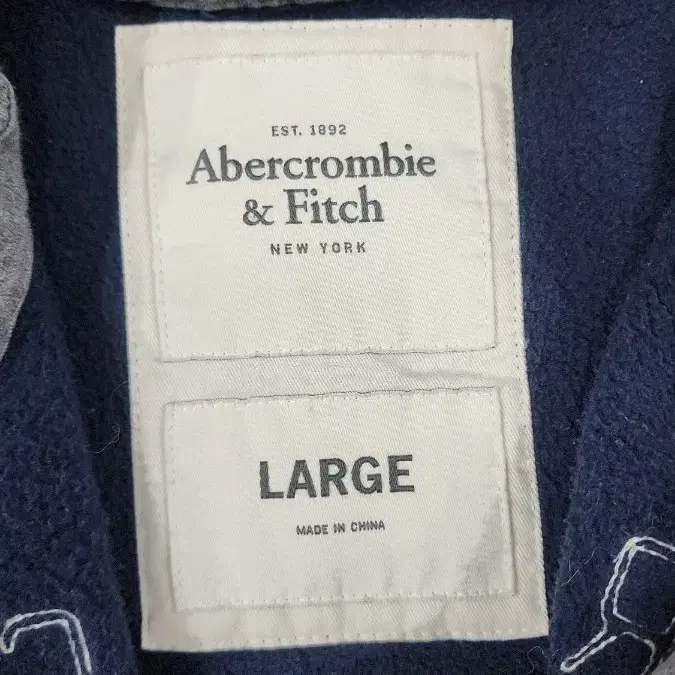 EST. 1892
Abercrombie
& Fitch
NEW YORK
LARGE
MADE IN CHINA